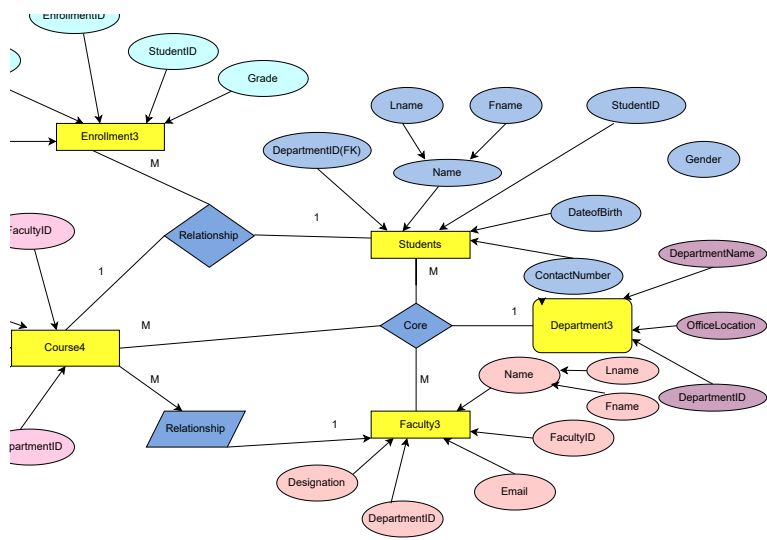 EnrollmentID
StudentID
Grade
Enrollment3
M
Lname
Fname
StudentID
DepartmentID(FK)
Name
Gender
DateofBirth
FacultyID
Relationship
1
Students
M
ContactNumber
DepartmentName
1
M
Core
1
Department3
OfficeLocation
Course4
M
M
Name
Lname
Fname
DepartmentID
Relationship
1
Faculty3
FacultyID
partmentID
Designation
Email
DepartmentID